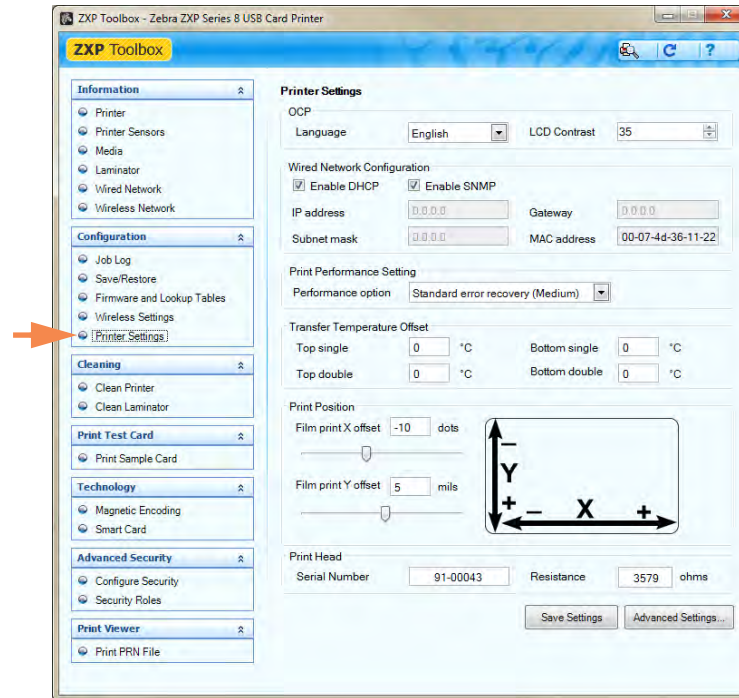 ZXP Toolbox - Zebra ZXP Series 8 USB Card Printer
ZXP Toolbox
?
Information
Printer
Printer Sensors
Media
Laminator
Wired Network
Wireless Network
Configuration
Job Log
Save/Restore
Firmware and Lookup Tables
Wireless Settings
Printer Settings
Cleaning
Clean Printer
Clean Laminator
Print Test Card
Print Sample Card
Technology
Magnetic Encoding
Smart Card
Advanced Security
Configure Security
Security Roles
Print Viewer
Print PRN File
Printer Settings
OCP
Language English LCD Contrast 35
Wired Network Configuration
Enable DHCP Enable SNMP
IP address 0.0.0.0 Gateway 0.0.0.0
Subnet mask 0.0.0.0 MAC address 00-07-4d-36-11-22
Print Performance Setting
Performance option Standard error recovery (Medium)
Transfer Temperature Offset
Top single 0 °C Bottom single 0 °C
Top double 0 °C Bottom double 0 °C
Print Position
Film print X offset -10 dots
Film print Y offset 5 mils
−
Y
+
− X +
Print Head
Serial Number 91-00043 Resistance 3579 ohms
Save Settings Advanced Settings...